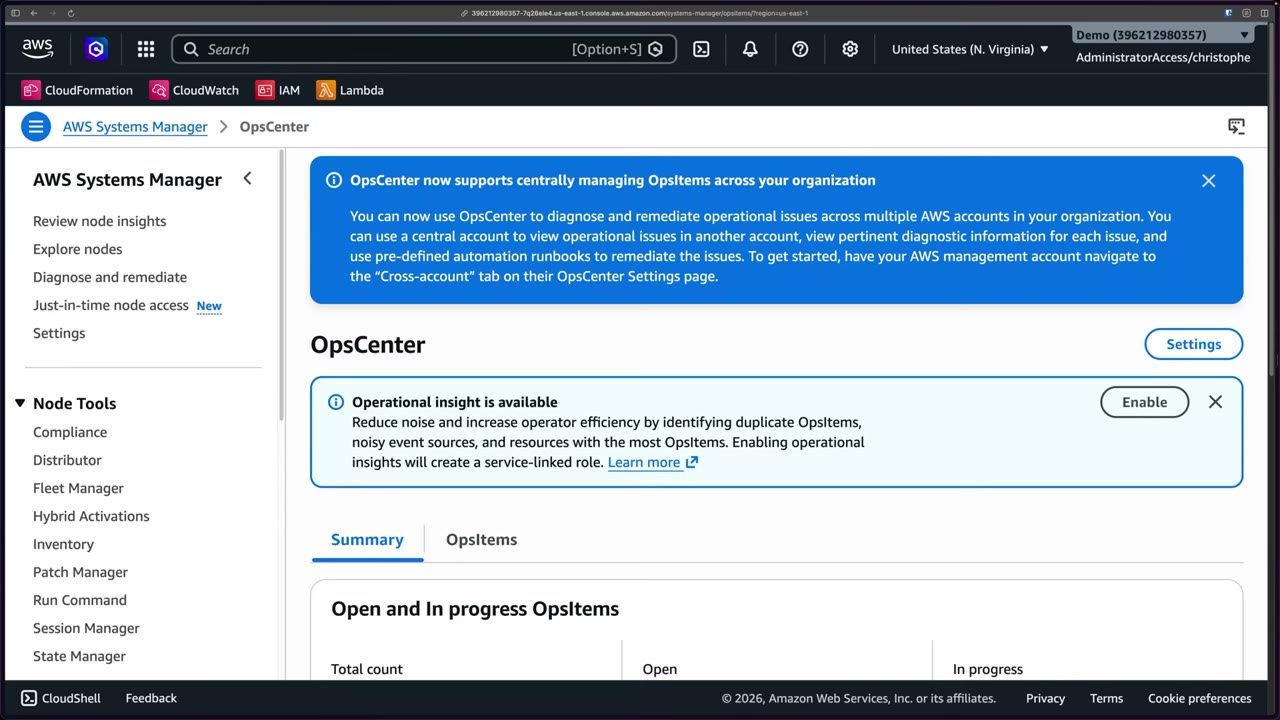 396212980357-7q26ele4.us-east-1.console.aws.amazon.com/systems-manager/opsitems/?region=us-east-1
aws
Search
[Option+S]
United States (N. Virginia)
Demo (396212980357)
AdministratorAccess/christophe
CloudFormation
CloudWatch
IAM
Lambda
AWS Systems Manager
OpsCenter
AWS Systems Manager
Review node insights
Explore nodes
Diagnose and remediate
Just-in-time node access New
Settings
Node Tools
Compliance
Distributor
Fleet Manager
Hybrid Activations
Inventory
Patch Manager
Run Command
Session Manager
State Manager
OpsCenter now supports centrally managing OpsItems across your organization
You can now use OpsCenter to diagnose and remediate operational issues across multiple AWS accounts in your organization. You
can use a central account to view operational issues in another account, view pertinent diagnostic information for each issue, and
use pre-defined automation runbooks to remediate the issues. To get started, have your AWS management account navigate to
the “Cross-account” tab on their OpsCenter Settings page.
OpsCenter
Settings
Operational insight is available
Reduce noise and increase operator efficiency by identifying duplicate OpsItems,
noisy event sources, and resources with the most OpsItems. Enabling operational
insights will create a service-linked role. Learn more
Enable
Summary
OpsItems
Open and In progress OpsItems
Total count
Open
In progress
CloudShell
Feedback
© 2026, Amazon Web Services, Inc. or its affiliates.
Privacy
Terms
Cookie preferences